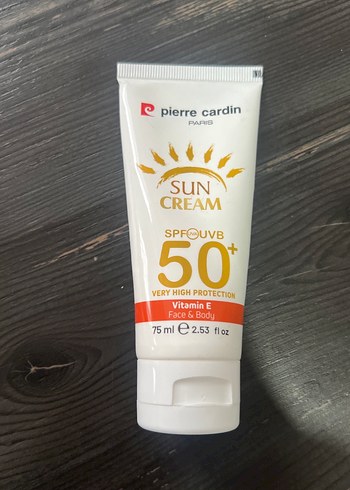 pierre cardin
PARIS
SUN
CREAM
SPF UVA UVB
50+
VERY HIGH PROTECTION
Vitamin E
Face & Body
75 ml e 2.53 fl oz